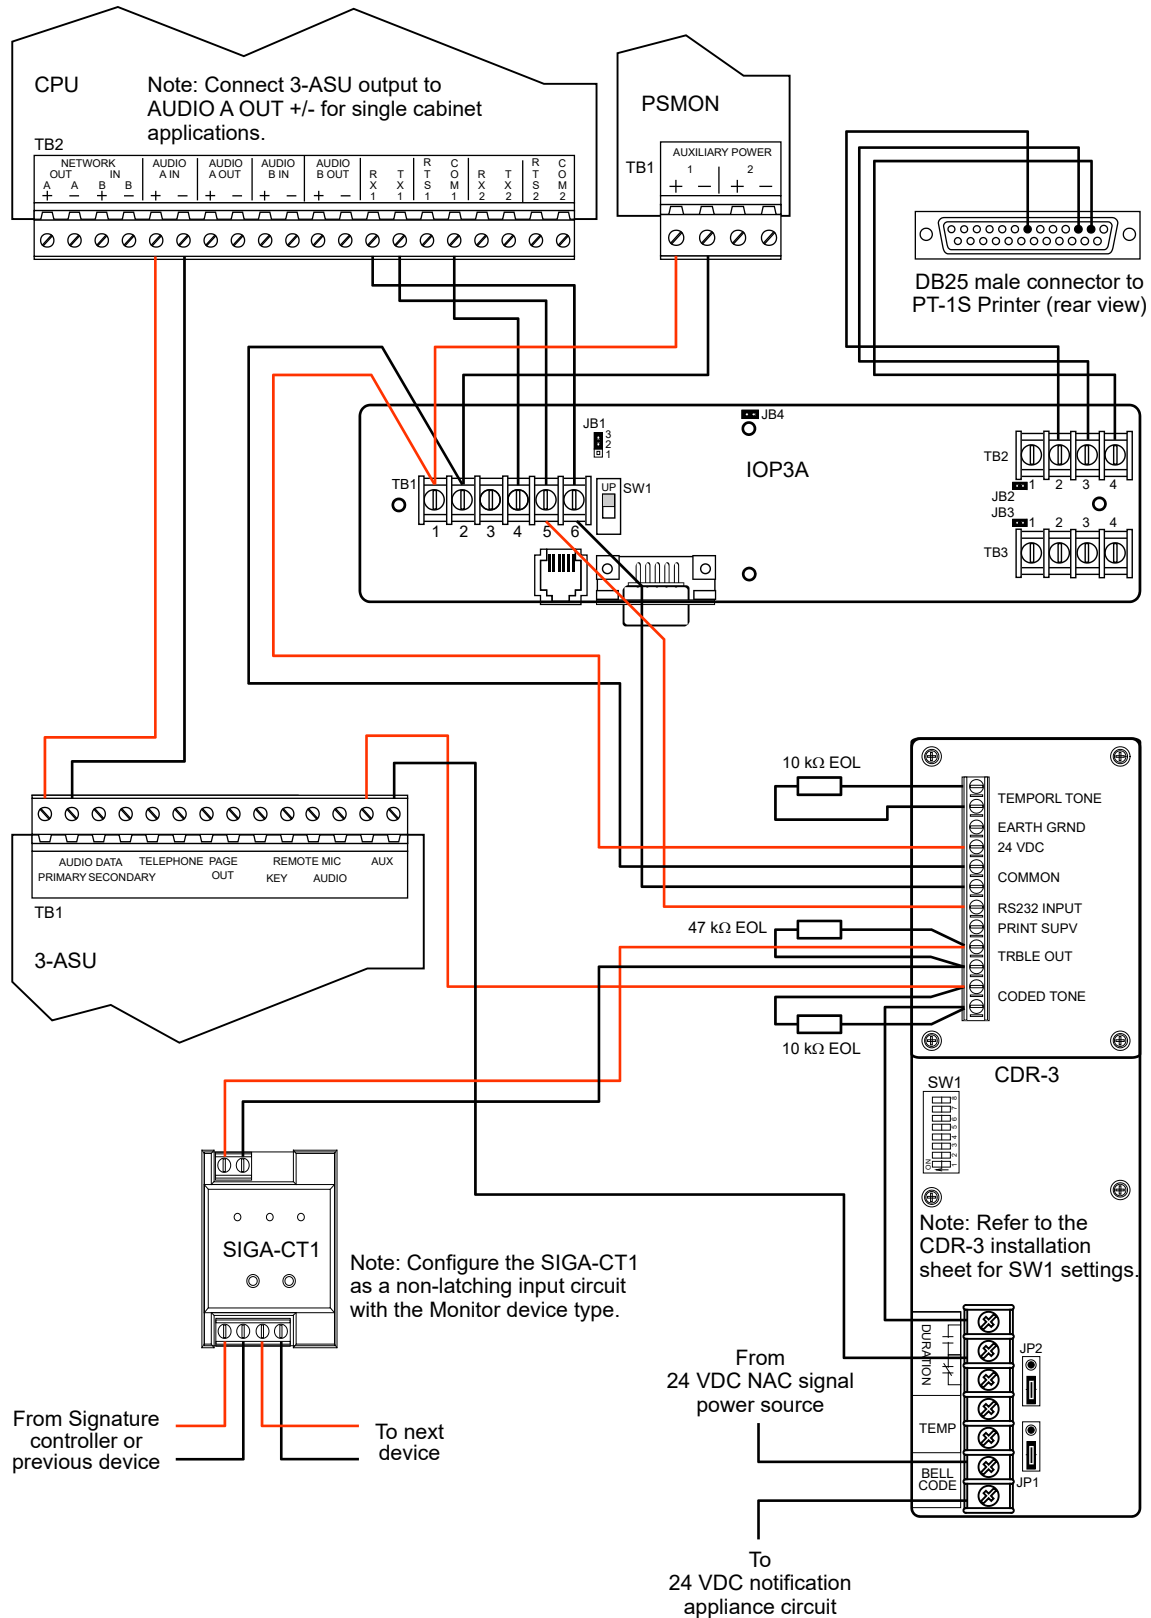 CPU
Note: Connect 3-ASU output to
AUDIO A OUT +/- for single cabinet
applications.
TB2
NETWORK
OUT IN
A A B B
+ − + −
AUDIO
A IN
+ −
AUDIO
A OUT
+ −
AUDIO
B IN
+ −
AUDIO
B OUT
+ −
RX1
TX1
RTS1
COM1
RX2
TX2
RTS2
COM2
PSMON
TB1
AUXILIARY POWER
1 2
+ − + −
DB25 male connector to
PT-1S Printer (rear view)
JB4
JB1
3
2
1
IOP3A
TB1
UP
SW1
1 2 3 4 5 6
TB2
JB2
1 2 3 4
JB3
1 2 3 4
TB3
AUDIO DATA
PRIMARY SECONDARY
TELEPHONE
PAGE
OUT
REMOTE MIC
KEY AUDIO
AUX
TB1
3-ASU
10 kΩ EOL
47 kΩ EOL
10 kΩ EOL
TEMPORL TONE
EARTH GRND
24 VDC
COMMON
RS232 INPUT
PRINT SUPV
TRBLE OUT
CODED TONE
CDR-3
SW1
ON
1 2 3 4 5 6 7 8
Note: Refer to the
CDR-3 installation
sheet for SW1 settings.
SIGA-CT1
Note: Configure the SIGA-CT1
as a non-latching input circuit
with the Monitor device type.
DURATION
JP2
TEMP
BELL
CODE
JP1
From
24 VDC NAC signal
power source
From Signature
controller or
previous device
To next
device
To
24 VDC notification
appliance circuit